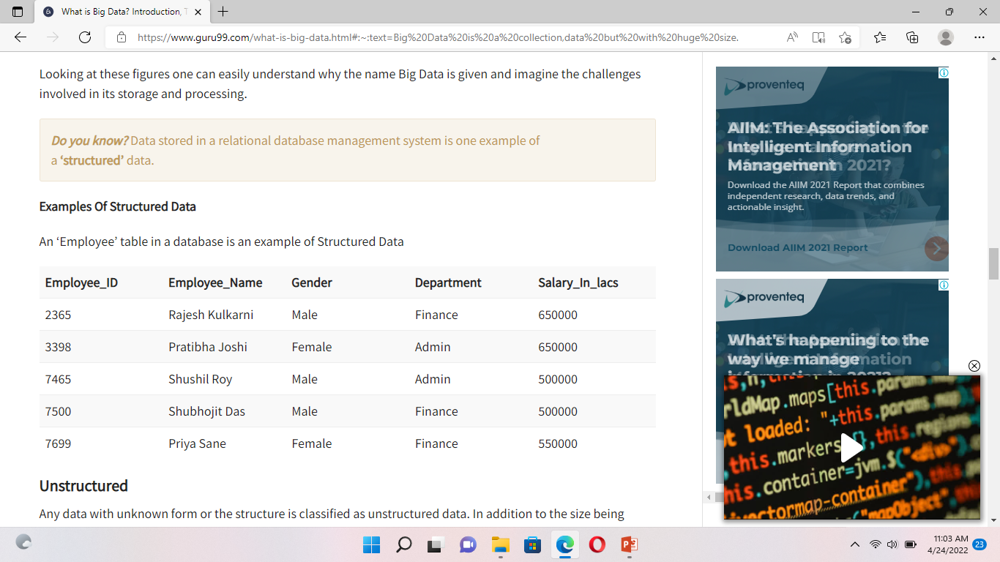 What is Big Data? Introduction, T
https://www.guru99.com/what-is-big-data.html#:~:text=Big%20Data%20is%20a%20collection,data%20but%20with%20huge%20size.
Looking at these figures one can easily understand why the name Big Data is given and imagine the challenges
involved in its storage and processing.
Do you know? Data stored in a relational database management system is one example of
a ‘structured’ data.
Examples Of Structured Data
An ‘Employee’ table in a database is an example of Structured Data
Employee_ID Employee_Name Gender Department Salary_In_lacs
2365 Rajesh Kulkarni Male Finance 650000
3398 Pratibha Joshi Female Admin 650000
7465 Shushil Roy Male Admin 500000
7500 Shubhojit Das Male Finance 500000
7699 Priya Sane Female Finance 550000
Unstructured
Any data with unknown form or the structure is classified as unstructured data. In addition to the size being
proventeq
AIIM: The Association for
Intelligent Information
Management
Download the AIIM 2021 Report that combines
independent research, data trends, and
actionable insight.
Download AIIM 2021 Report
proventeq
What's happening to the
way we manage
information in 2021?
rldMap.maps[this.params.map]
t loaded: "+this.params.map
this.markers {},this.regions
his.container=jvm.$("<div>")
vectormap-container"),this
"mapObject"
11:03 AM
4/24/2022
23